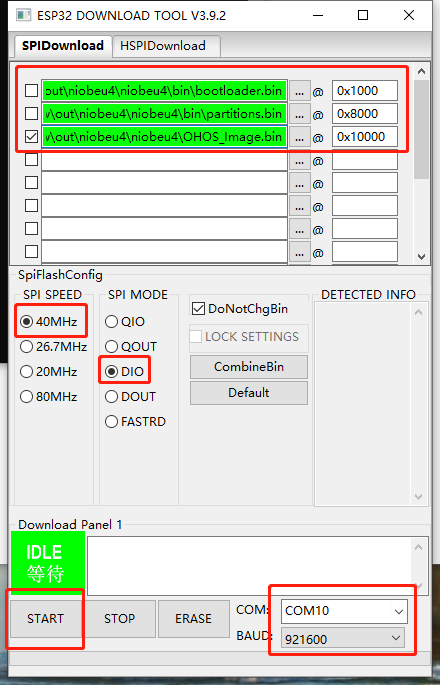 ESP32 DOWNLOAD TOOL V3.9.2
SPIDownload HSPIDownload
out\niobeu4\niobeu4\bin\bootloader.bin ... @ 0x1000
v\out\niobeu4\niobeu4\bin\partitions.bin ... @ 0x8000
v\out\niobeu4\niobeu4\OHOS_Image.bin ... @ 0x10000
... @
... @
... @
... @
... @
SpiFlashConfig
SPI SPEED
40MHz
26.7MHz
20MHz
80MHz
SPI MODE
QIO
QOUT
DIO
DOUT
FASTRD
DoNotChgBin
LOCK SETTINGS
CombineBin
Default
DETECTED INFO
Download Panel 1
IDLE
等待
START STOP ERASE
COM: COM10
BAUD: 921600